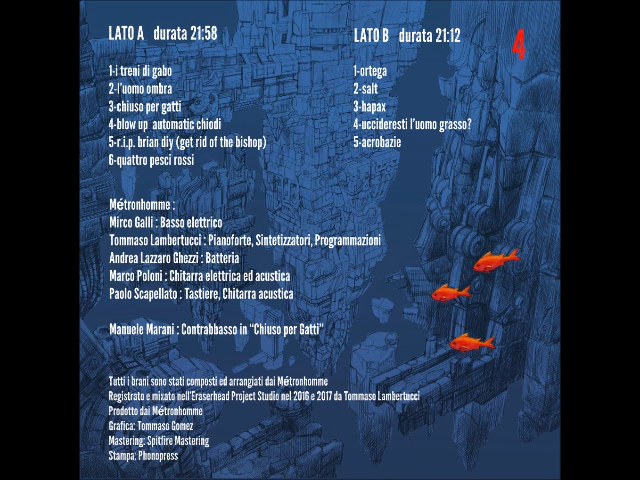 LATO A durata 21:58
1-i treni di gabo
2-l'uomo ombra
3-chiuso per gatti
4-blow up automatic chiodi
5-r.i.p. brian diy (get rid of the bishop)
6-quattro pesci rossi
LATO B durata 21:12
1-ortega
2-salt
3-hapax
4-uccideresti l'uomo grasso?
5-acrobazie
4
Métronhomme :
Mirco Galli : Basso elettrico
Tommaso Lambertucci : Pianoforte, Sintetizzatori, Programmazioni
Andrea Lazzaro Ghezzi : Batteria
Marco Poloni : Chitarra elettrica ed acustica
Paolo Scapellato : Tastiere, Chitarra acustica
Manuele Marani : Contrabbasso in "Chiuso per Gatti"
Tutti i brani sono stati composti ed arrangiati dai Métronhomme
Registrato e mixato nell'Eraserhead Project Studio nel 2016 e 2017 da Tommaso Lambertucci
Prodotto dai Métronhomme
Grafica: Tommaso Gomez
Mastering: Spitfire Mastering
Stampa: Phonopress